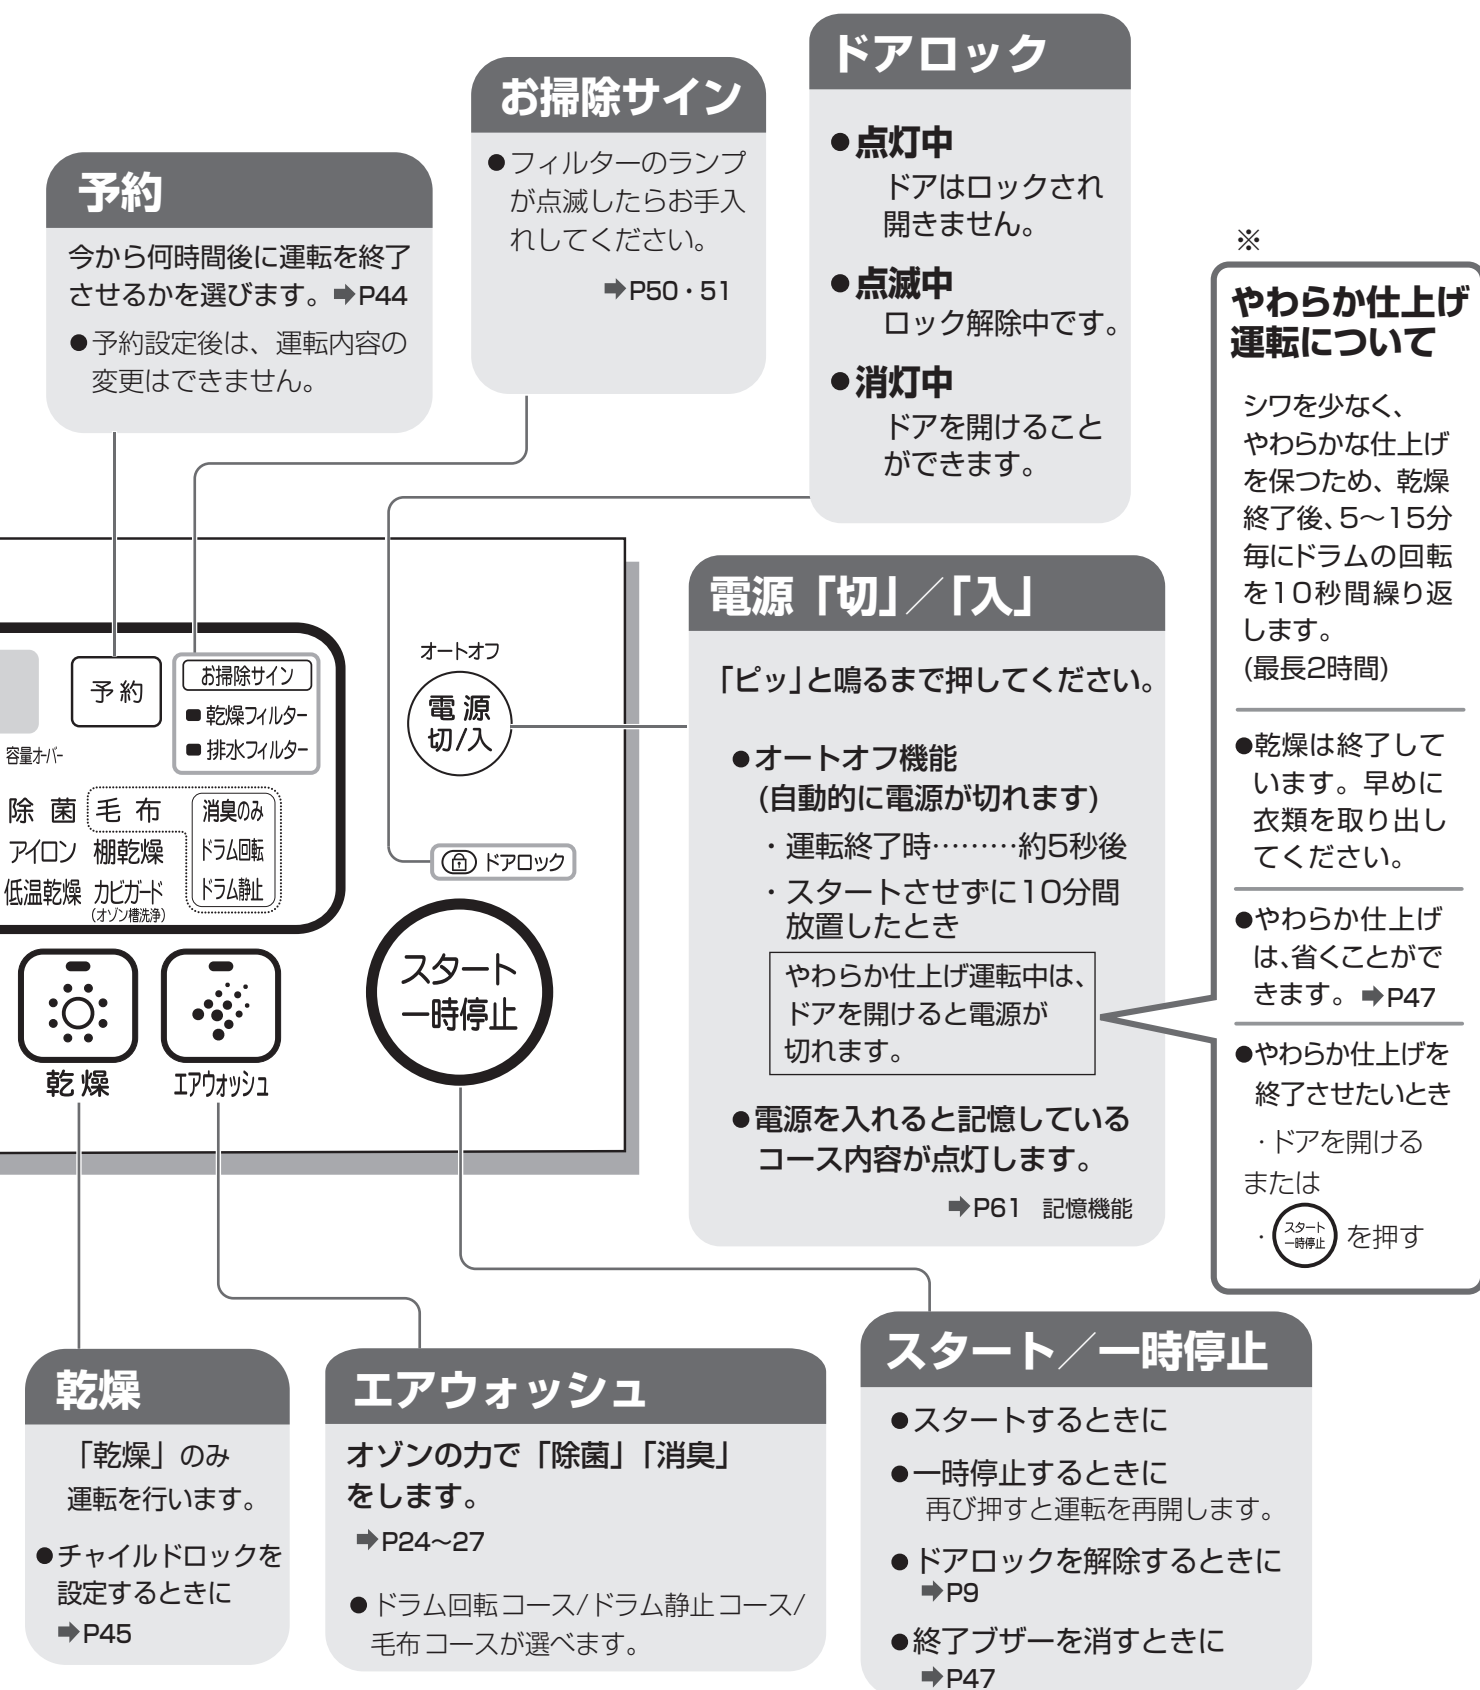 予約
今から何時間後に運転を終了
させるかを選びます。➡P44
●予約設定後は、運転内容の
変更はできません。
お掃除サイン
●フィルターのランプ
が点滅したらお手入
れしてください。
➡P50・51
ドアロック
●点灯中
ドアはロックされ
開きません。
●点滅中
ロック解除中です。
●消灯中
ドアを開けること
ができます。
※
やわらか仕上げ
運転について
シワを少なく、
やわらかな仕上げ
を保つため、乾燥
終了後、5〜15分
毎にドラムの回転
を10秒間繰り返
します。
(最長2時間)
●乾燥は終了して
います。早めに
衣類を取り出し
てください。
●やわらか仕上げ
は、省くことがで
きます。➡P47
●やわらか仕上げを
終了させたいとき
・ドアを開ける
または
・スタート一時停止を押す
予約
お掃除サイン
乾燥フィルター
排水フィルター
容量オーバー
除菌 毛布 消臭のみ
アイロン 棚乾燥 ドラム回転
低温乾燥 カビガード ドラム静止
(オゾン槽洗浄)
乾燥
エアウォッシュ
オートオフ
電源
切/入
ドアロック
スタート
一時停止
電源「切」／「入」
「ピッ」と鳴るまで押してください。
●オートオフ機能
(自動的に電源が切れます)
・運転終了時………約5秒後
・スタートさせずに10分間
放置したとき
やわらか仕上げ運転中は、
ドアを開けると電源が
切れます。
●電源を入れると記憶している
コース内容が点灯します。
➡P61 記憶機能
乾燥
「乾燥」のみ
運転を行います。
●チャイルドロックを
設定するときに
➡P45
エアウォッシュ
オゾンの力で「除菌」「消臭」
をします。
➡P24〜27
●ドラム回転コース/ドラム静止コース/
毛布コースが選べます。
スタート／一時停止
●スタートするときに
●一時停止するときに
再び押すと運転を再開します。
●ドアロックを解除するときに
➡P9
●終了ブザーを消すときに
➡P47